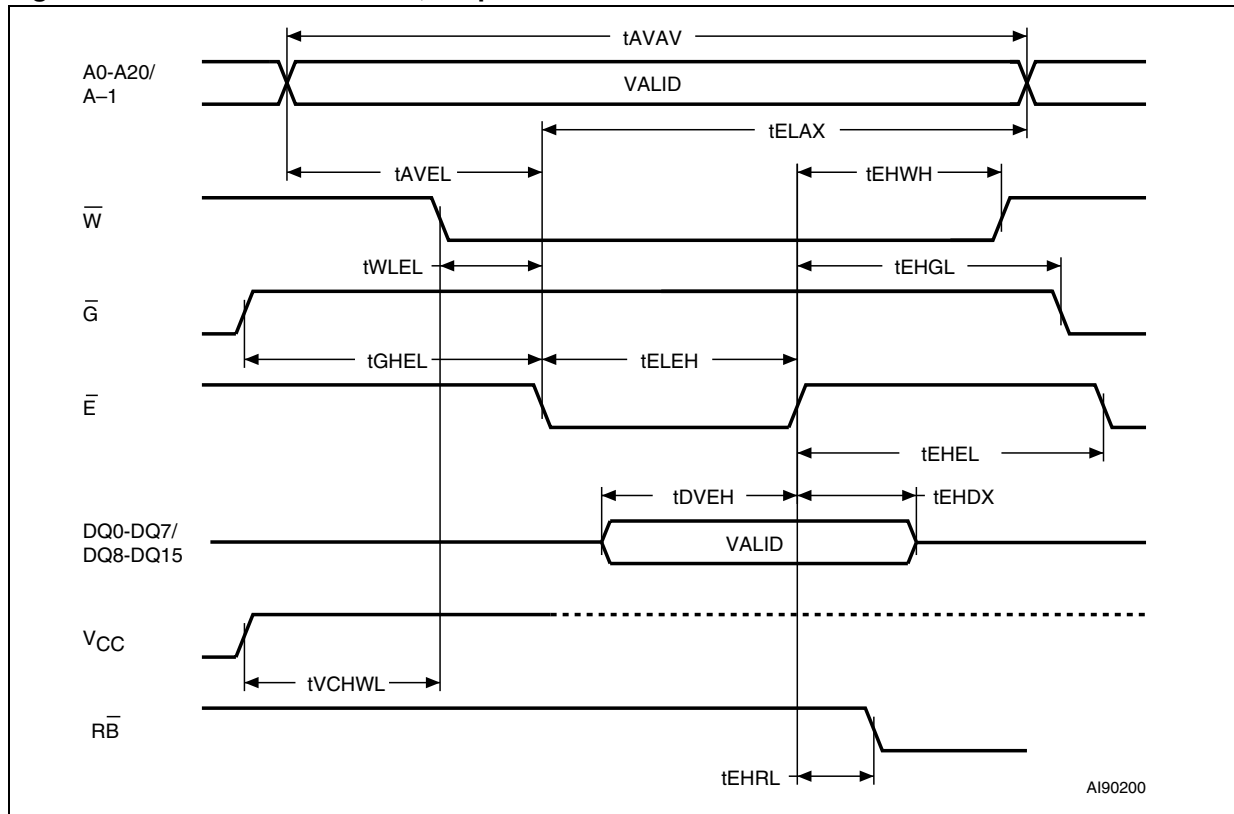 tAVAV
A0-A20/
A–1
VALID
tELAX
tAVEL
tEHWH
W̅
tWLEL
tEHGL
G̅
tGHEL
tELEH
E̅
tEHEL
tDVEH
tEHDX
DQ0-DQ7/
DQ8-DQ15
VALID
VCC
tVCHWL
RB̅
tEHRL
AI90200